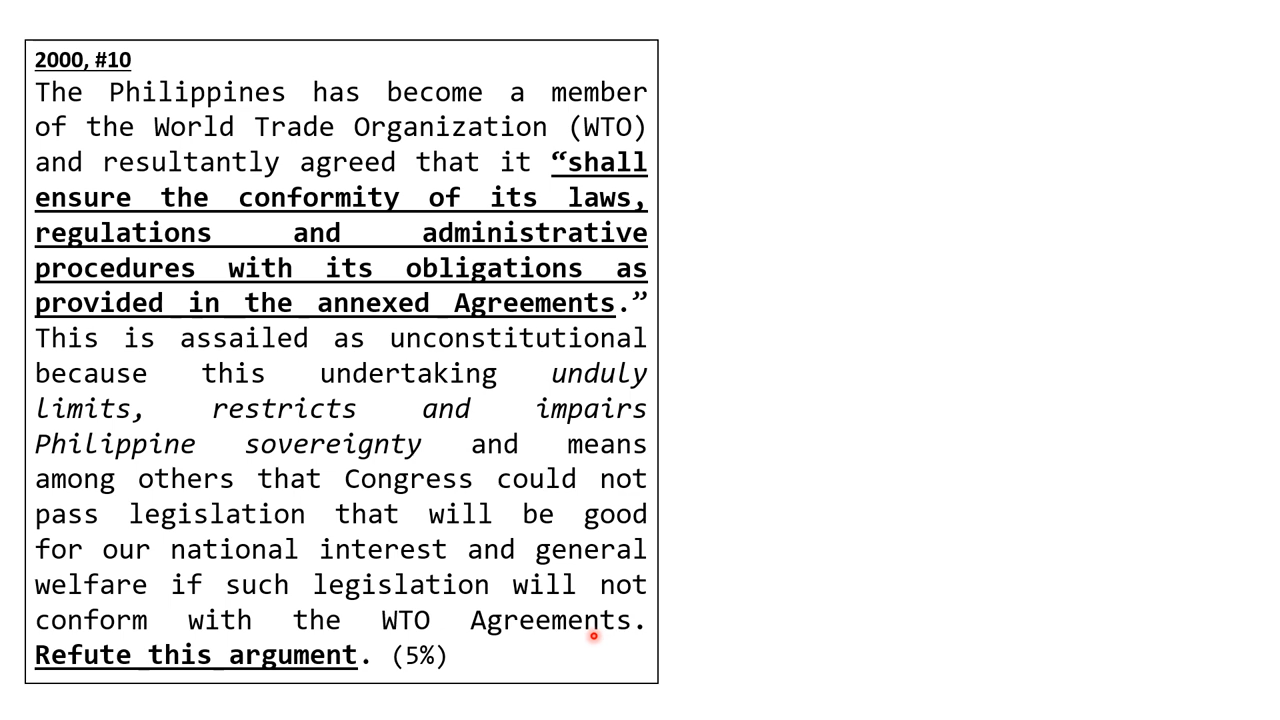 2000, #10
The Philippines has become a member
of the World Trade Organization (WTO)
and resultantly agreed that it “shall
ensure the conformity of its laws,
regulations and administrative
procedures with its obligations as
provided in the annexed Agreements.”
This is assailed as unconstitutional
because this undertaking unduly
limits, restricts and impairs
Philippine sovereignty and means
among others that Congress could not
pass legislation that will be good
for our national interest and general
welfare if such legislation will not
conform with the WTO Agreements.
Refute this argument. (5%)